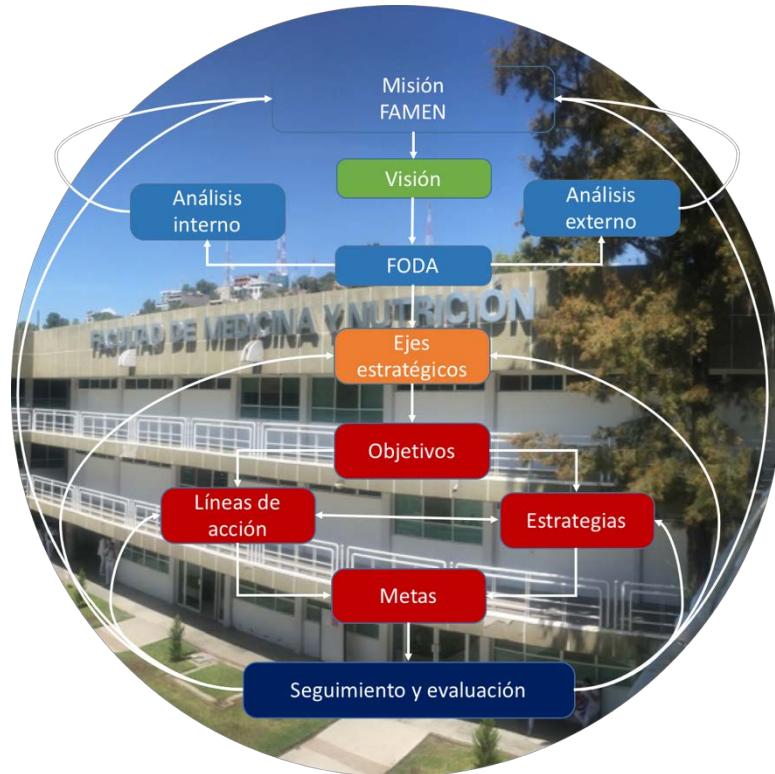 Misión
FAMEN
Visión
Análisis
interno
Análisis
externo
FODA
FACULTAD DE MEDICINA Y NUTRICIÓN
Ejes
estratégicos
Objetivos
Líneas de
acción
Estrategias
Metas
Seguimiento y evaluación